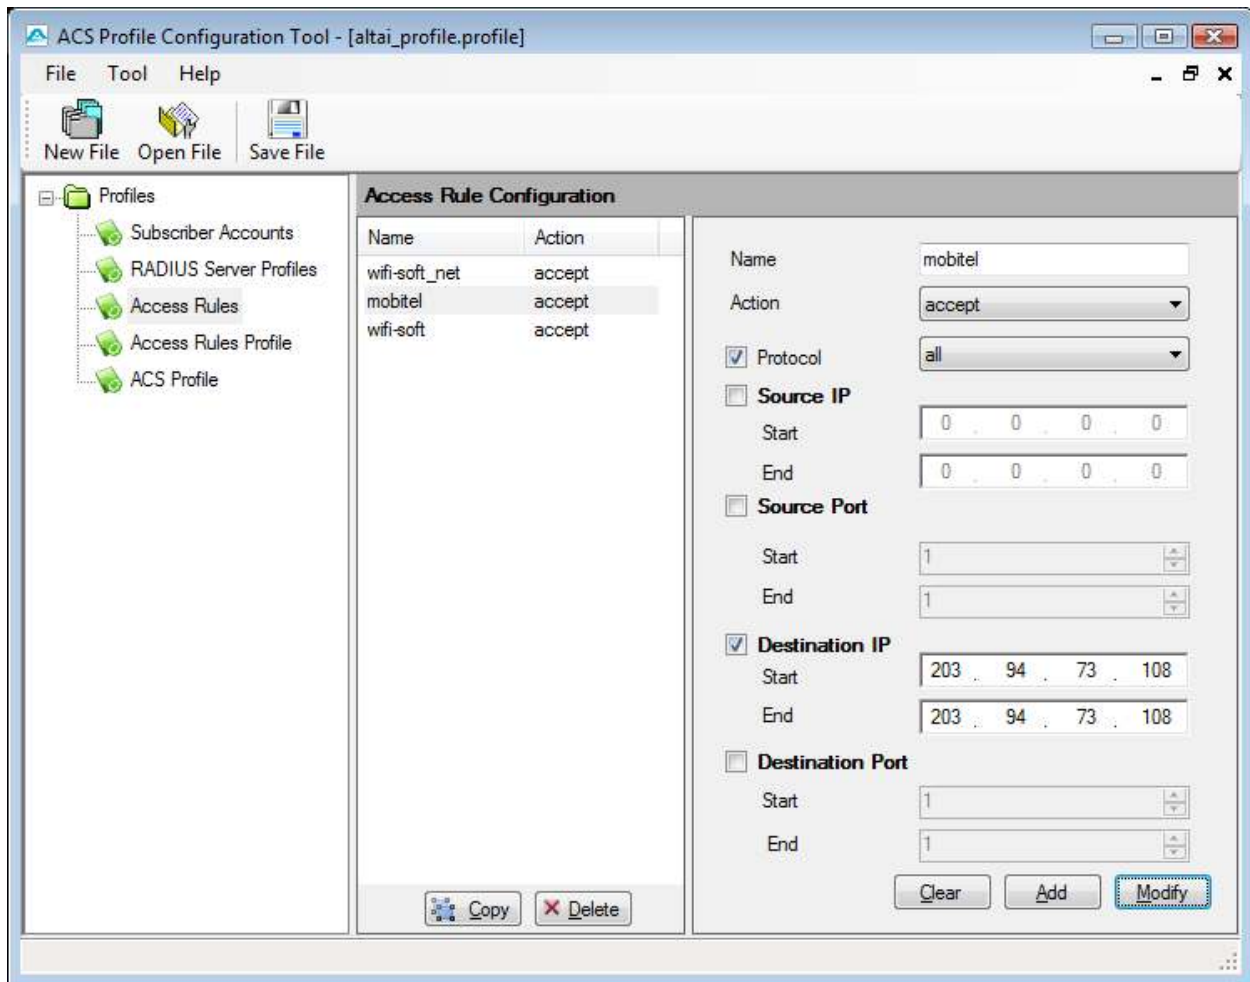 ACS Profile Configuration Tool - [altai_profile.profile]
File Tool Help
New File Open File Save File
Profiles
Subscriber Accounts
RADIUS Server Profiles
Access Rules
Access Rules Profile
ACS Profile
Access Rule Configuration
Name Action
wifi-soft_net accept
mobitel accept
wifi-soft accept
Copy Delete
Name mobitel
Action accept
Protocol all
Source IP
Start 0 . 0 . 0 . 0
End 0 . 0 . 0 . 0
Source Port
Start 1
End 1
Destination IP
Start 203 . 94 . 73 . 108
End 203 . 94 . 73 . 108
Destination Port
Start 1
End 1
Clear Add Modify